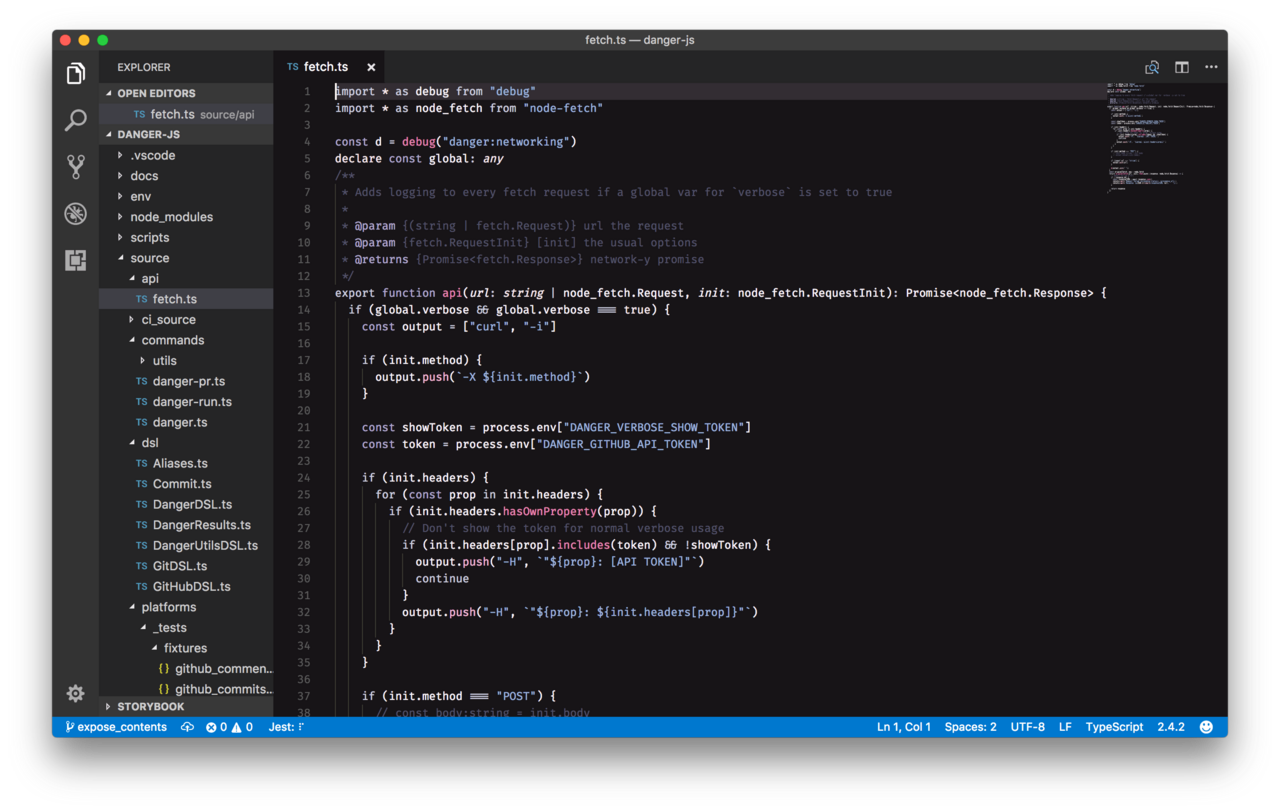 fetch.ts — danger-js
EXPLORER
OPEN EDITORS
TS fetch.ts source/api
DANGER-JS
.vscode
docs
env
node_modules
scripts
source
api
TS fetch.ts
ci_source
commands
utils
TS danger-pr.ts
TS danger-run.ts
TS danger.ts
dsl
TS Aliases.ts
TS Commit.ts
TS DangerDSL.ts
TS DangerResults.ts
TS DangerUtilsDSL.ts
TS GitDSL.ts
TS GitHubDSL.ts
platforms
_tests
fixtures
{} github_commen...
{} github_commits...
STORYBOOK
TS fetch.ts ×
1 import * as debug from "debug"
2 import * as node_fetch from "node-fetch"
3
4 const d = debug("danger:networking")
5 declare const global: any
6 /**
7 * Adds logging to every fetch request if a global var for `verbose` is set to true
8 *
9 * @param {(string | fetch.Request)} url the request
10 * @param {fetch.RequestInit} [init] the usual options
11 * @returns {Promise<fetch.Response>} network-y promise
12 */
13 export function api(url: string | node_fetch.Request, init: node_fetch.RequestInit): Promise<node_fetch.Response> {
14 if (global.verbose && global.verbose === true) {
15 const output = ["curl", "-i"]
16
17 if (init.method) {
18 output.push(`-X ${init.method}`)
19 }
20
21 const showToken = process.env["DANGER_VERBOSE_SHOW_TOKEN"]
22 const token = process.env["DANGER_GITHUB_API_TOKEN"]
23
24 if (init.headers) {
25 for (const prop in init.headers) {
26 if (init.headers.hasOwnProperty(prop)) {
27 // Don't show the token for normal verbose usage
28 if (init.headers[prop].includes(token) && !showToken) {
29 output.push("-H", `"${prop}: [API TOKEN]"`)
30 continue
31 }
32 output.push("-H", `"${prop}: ${init.headers[prop]}"`)
33 }
34 }
35 }
36
37 if (init.method === "POST") {
38 // const body:string = init.body
expose_contents 0 0 Jest: Ln 1, Col 1 Spaces: 2 UTF-8 LF TypeScript 2.4.2